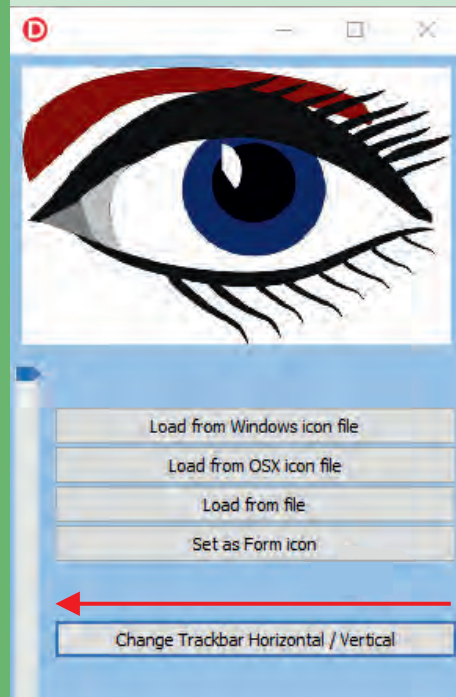 D
Load from Windows icon file
Load from OSX icon file
Load from file
Set as Form icon
Change Trackbar Horizontal / Vertical